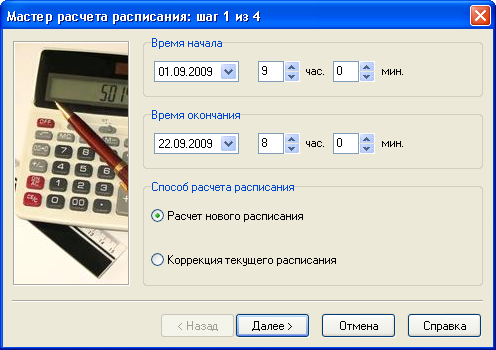 Мастер расчета расписания: шаг 1 из 4
Время начала
01.09.2009 9 час. 0 мин.
Время окончания
22.09.2009 8 час. 0 мин.
Способ расчета расписания
Расчет нового расписания
Коррекция текущего расписания
< Назад Далее > Отмена Справка